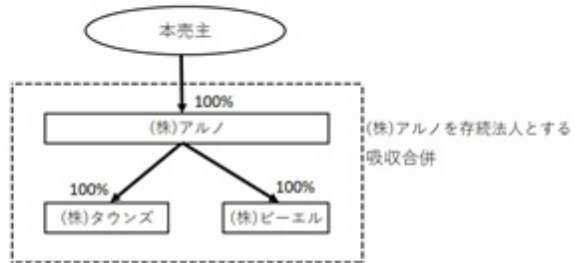 本売主
100%
(株)アルノ
(株)アルノを存続法人とする
吸収合併
100%
100%
(株)タウンズ
(株)ピーエル